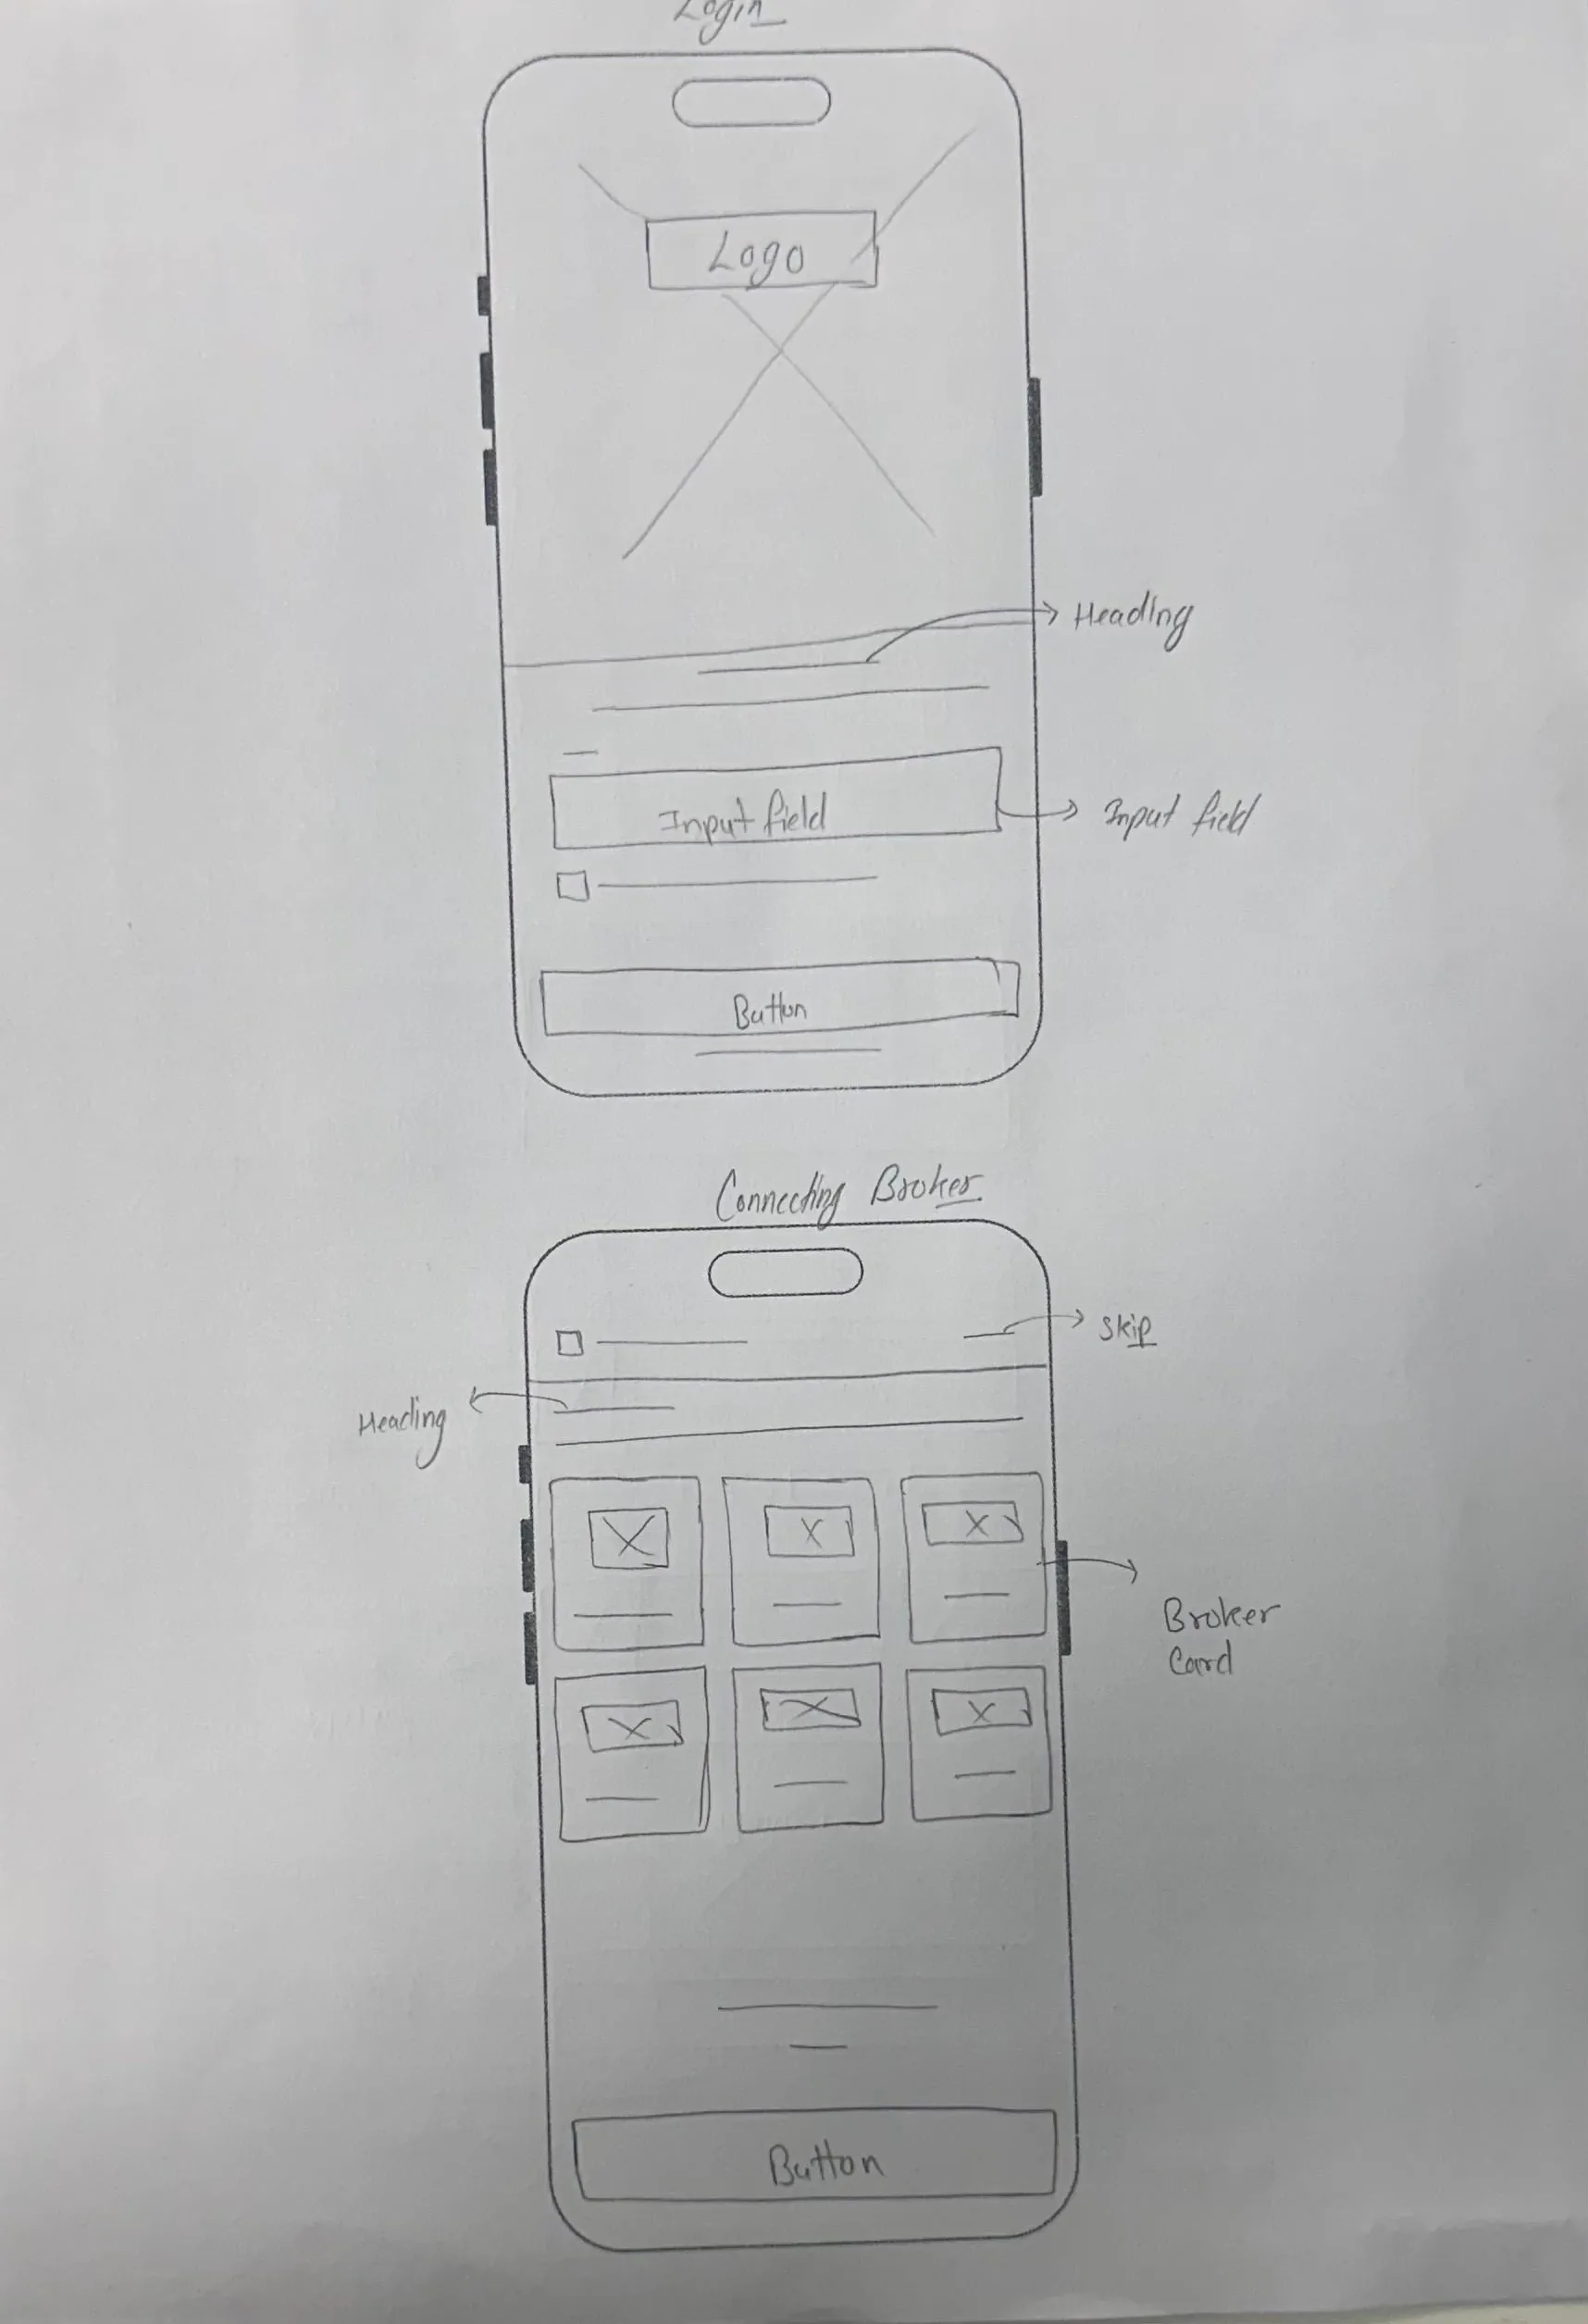 Login
Logo
Heading
Input field
Input field
Button
Connecting Broker
Skip
Heading
Broker
Card
Button